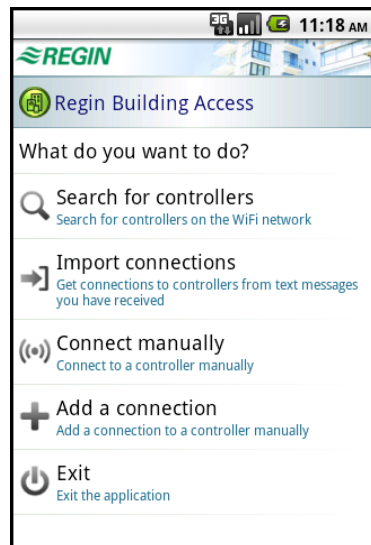 3G 11:18 AM
REGIN
Regin Building Access
What do you want to do?
Search for controllers
Search for controllers on the WiFi network
Import connections
Get connections to controllers from text messages
you have received
Connect manually
Connect to a controller manually
Add a connection
Add a connection to a controller manually
Exit
Exit the application